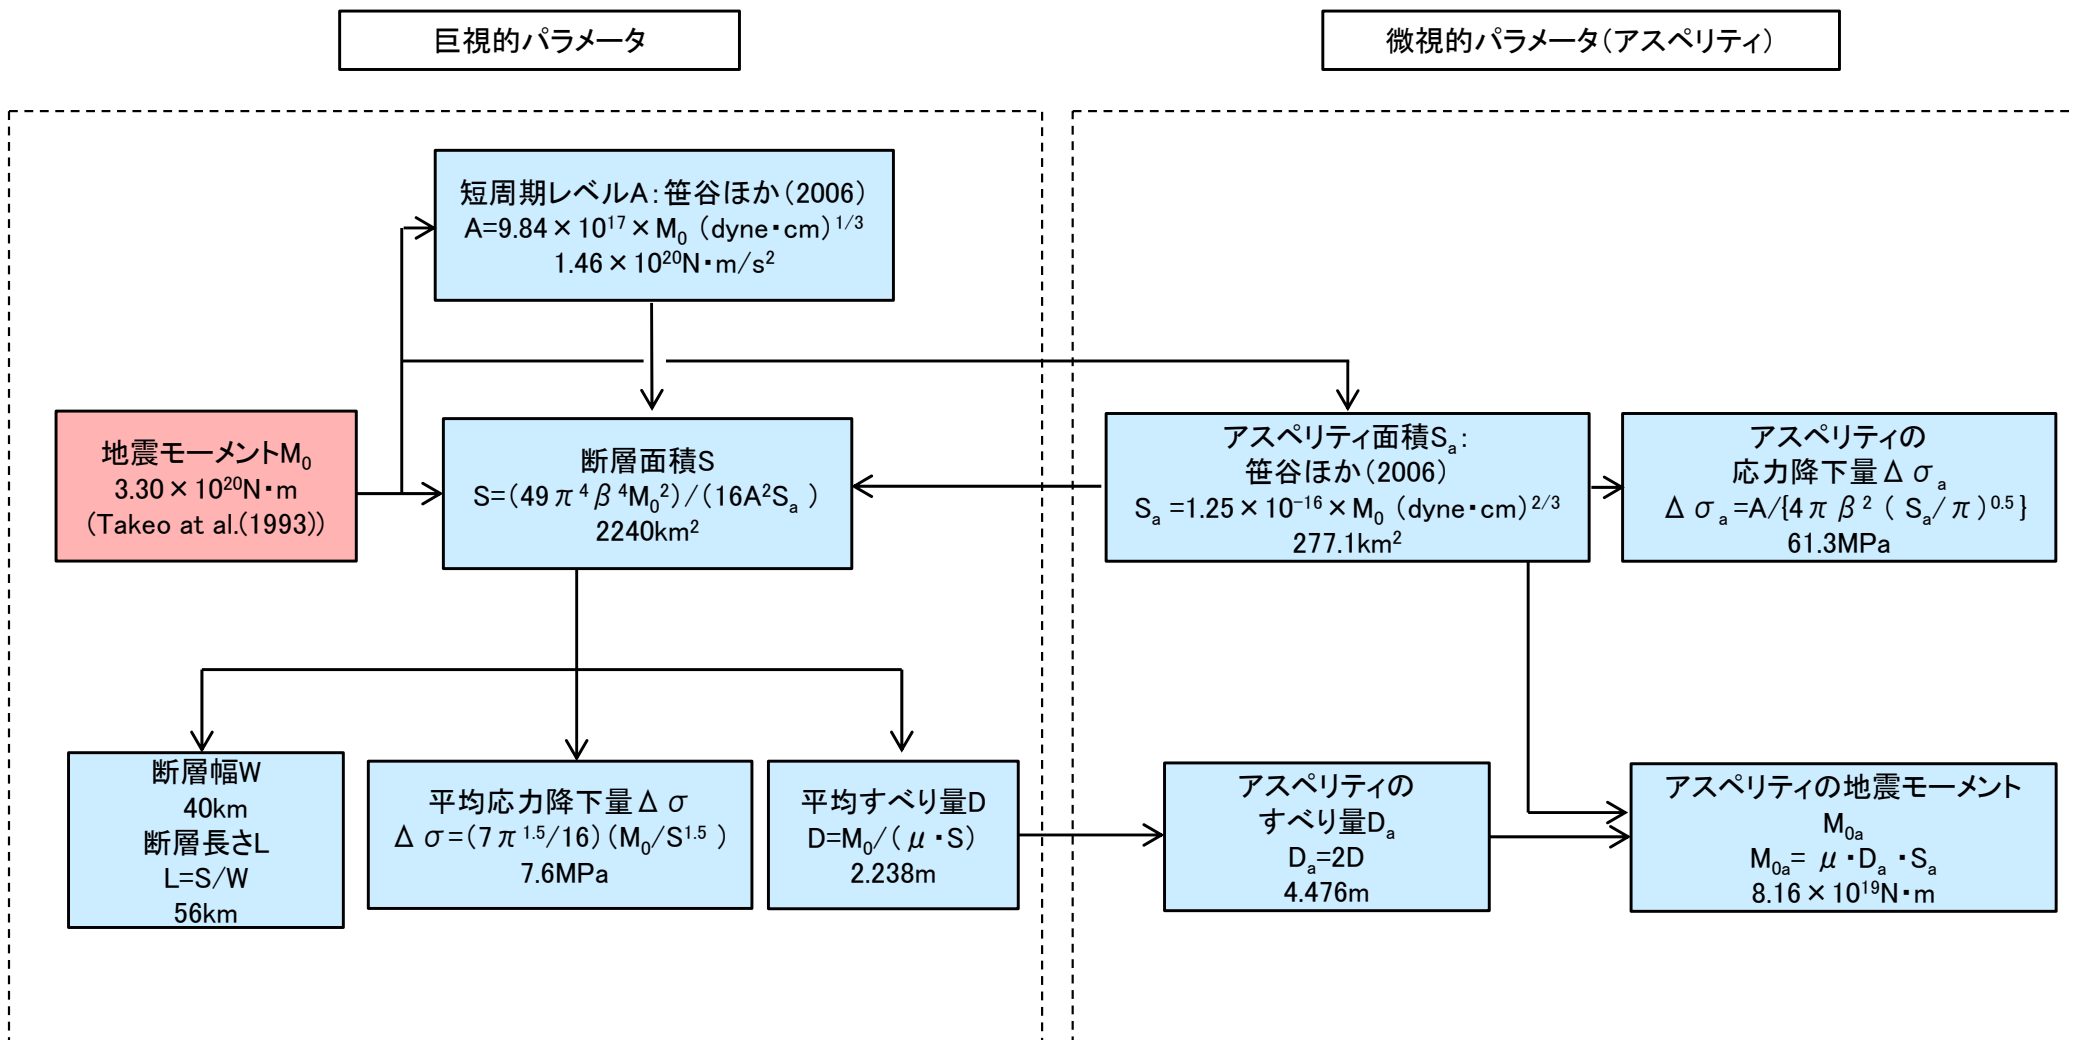 巨視的パラメータ
微視的パラメータ(アスペリティ)
短周期レベルA:笹谷ほか(2006)
A=9.84×10¹⁷×M₀ (dyne・cm)¹ᐟ³
1.46×10²⁰N・m/s²
地震モーメントM₀
3.30×10²⁰N・m
(Takeo at al.(1993))
断層面積S
S=(49π⁴β⁴M₀²)/(16A²Sₐ)
2240km²
アスペリティ面積Sₐ:
笹谷ほか(2006)
Sₐ=1.25×10⁻¹⁶×M₀ (dyne・cm)²ᐟ³
277.1km²
アスペリティの
応力降下量Δσₐ
Δσₐ=A/{4πβ²(Sₐ/π)⁰·⁵}
61.3MPa
断層幅W
40km
断層長さL
L=S/W
56km
平均応力降下量Δσ
Δσ=(7π¹·⁵/16)(M₀/S¹·⁵)
7.6MPa
平均すべり量D
D=M₀/(μ・S)
2.238m
アスペリティの
すべり量Dₐ
Dₐ=2D
4.476m
アスペリティの地震モーメント
M₀ₐ
M₀ₐ= μ・Dₐ・Sₐ
8.16×10¹⁹N・m